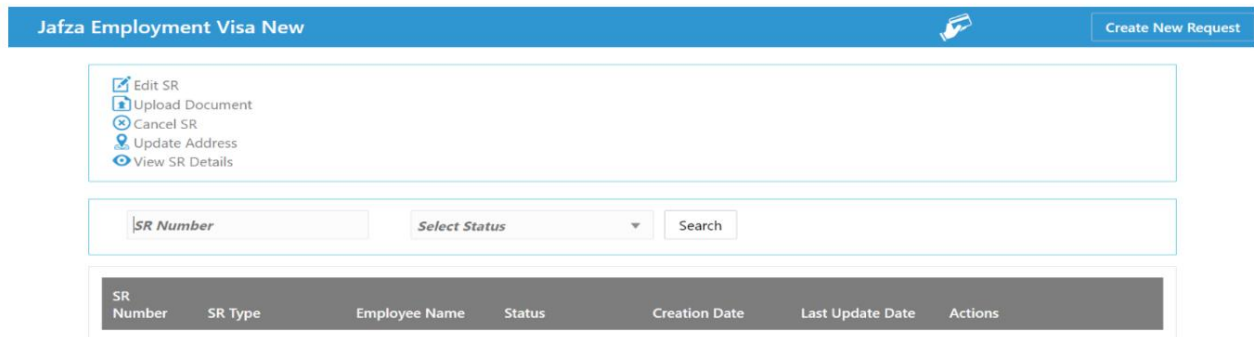 Jafza Employment Visa New
Create New Request
Edit SR
Upload Document
Cancel SR
Update Address
View SR Details
SR Number
Select Status
Search
SR Number
SR Type
Employee Name
Status
Creation Date
Last Update Date
Actions